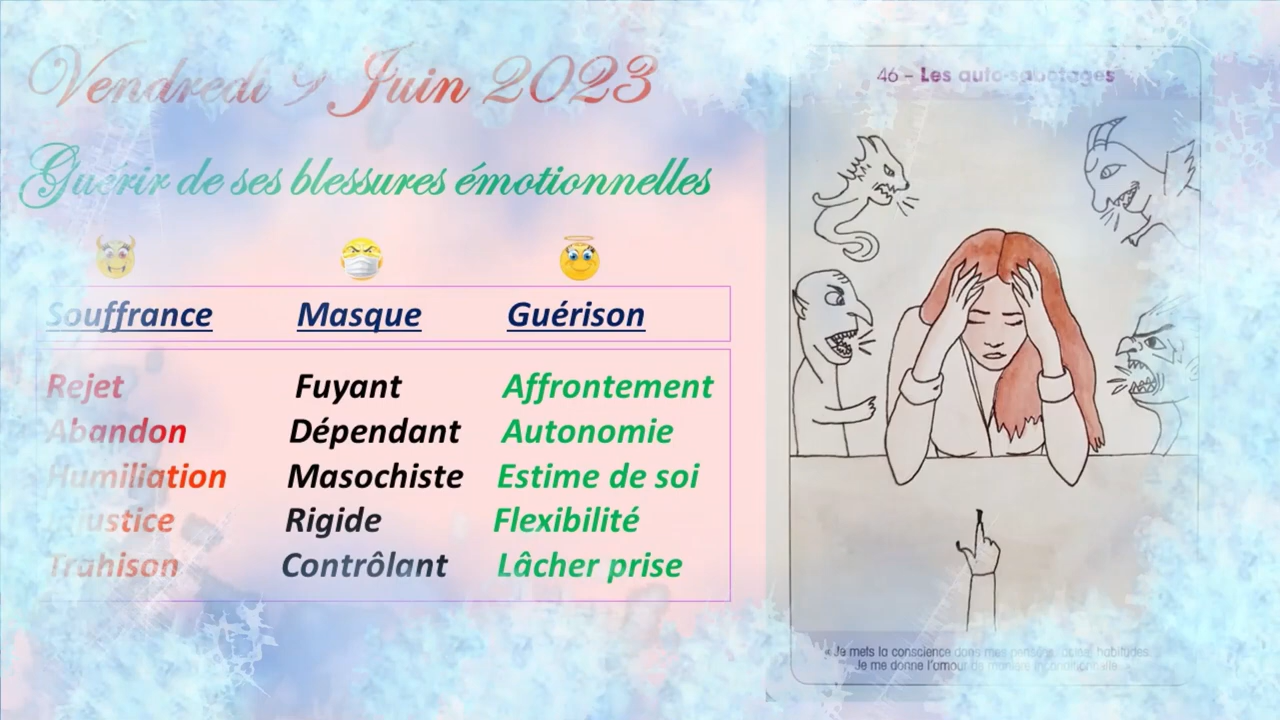 Vendredi 9 Juin 2023
Guérir de ses blessures émotionnelles
Souffrance Masque Guérison
Rejet Fuyant Affrontement
Abandon Dépendant Autonomie
Humiliation Masochiste Estime de soi
Injustice Rigide Flexibilité
Trahison Contrôlant Lâcher prise
46 - Les auto-sabotages
« Je mets la conscience dans mes pensées, habitudes.
Je me donne l'amour de manière inconditionnelle. »